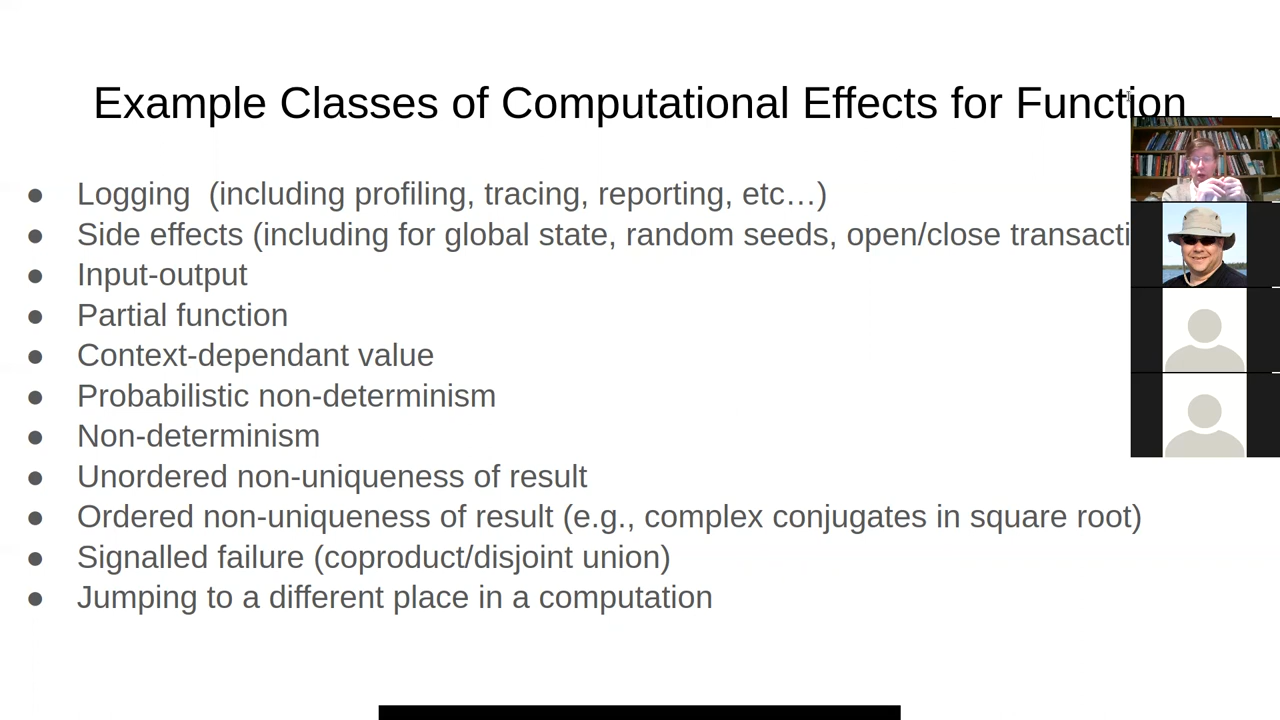 Example Classes of Computational Effects for Function
● Logging (including profiling, tracing, reporting, etc…)
● Side effects (including for global state, random seeds, open/close transacti
● Input-output
● Partial function
● Context-dependant value
● Probabilistic non-determinism
● Non-determinism
● Unordered non-uniqueness of result
● Ordered non-uniqueness of result (e.g., complex conjugates in square root)
● Signalled failure (coproduct/disjoint union)
● Jumping to a different place in a computation